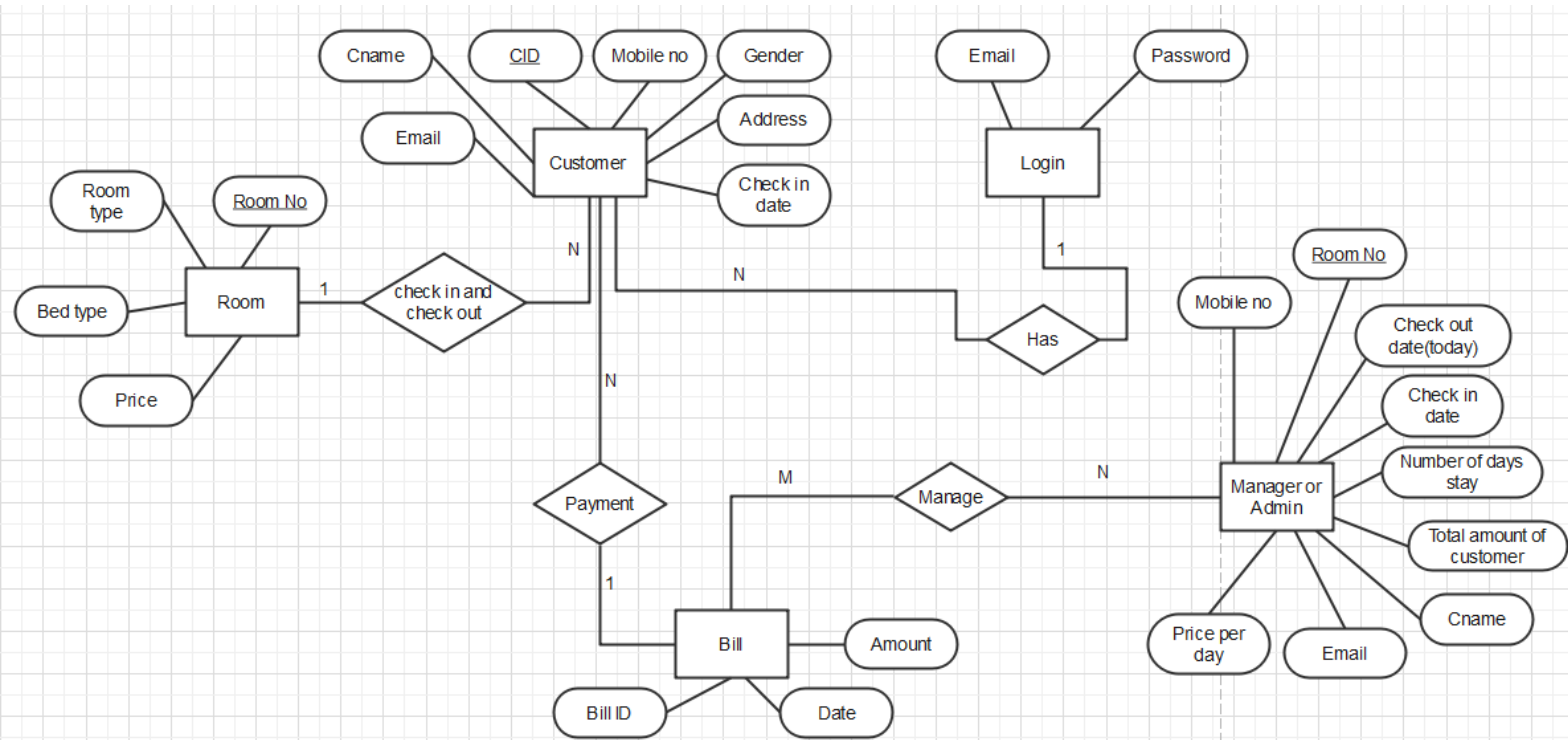 Cname
CID
Mobile no
Gender
Email
Password
Address
Email
Customer
Login
Check in
date
Room
type
Room No
N
1
Room No
N
Bed type
Room
1
check in and
check out
Mobile no
Has
Check out
date(today)
Price
N
Check in
date
M
Manage
N
Number of days
stay
Payment
Manager or
Admin
Total amount of
customer
1
Cname
Bill
Amount
Price per
day
Email
Bill ID
Date